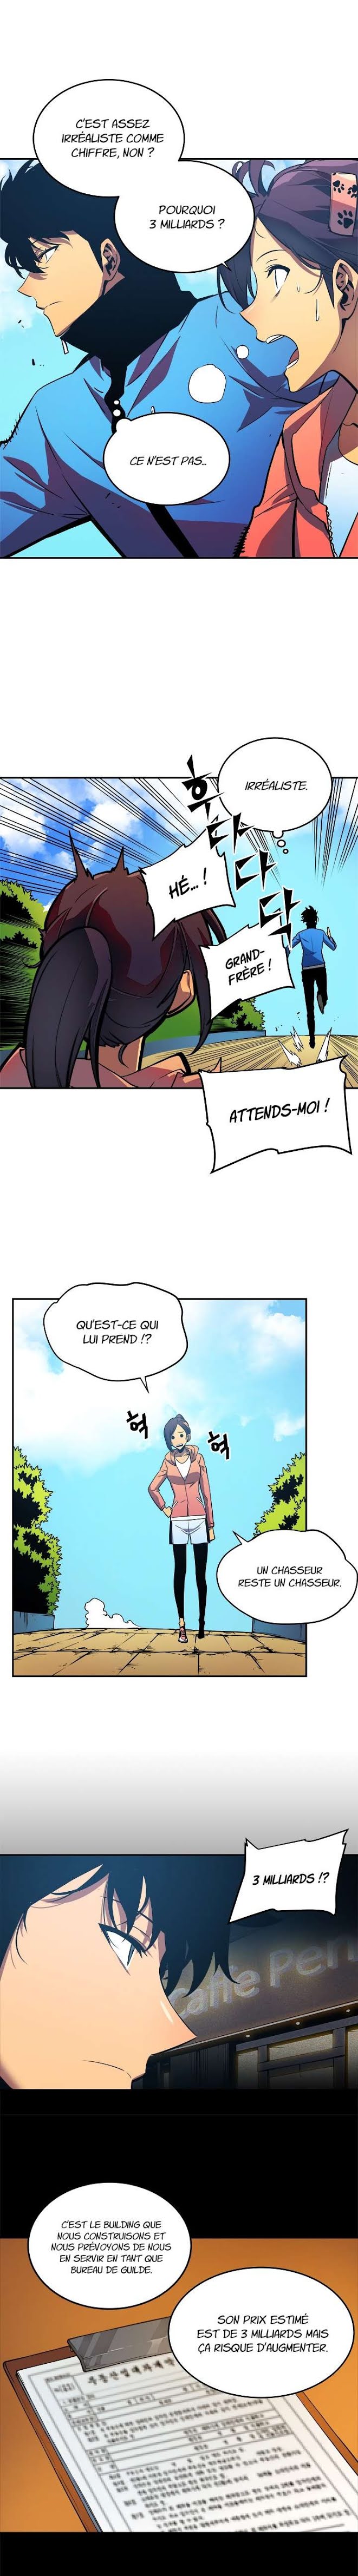 C'EST ASSEZ
IRRÉALISTE COMME
CHIFFRE, NON ?
POURQUOI
3 MILLIARDS ?
CE N'EST PAS...
IRRÉALISTE.
후다다닥
HÉ... !
GRAND-
FRÈRE !
ATTENDS-MOI !
QU'EST-CE QUI
LUI PREND !?
헉
헉
UN CHASSEUR
RESTE UN CHASSEUR.
3 MILLIARDS !?
caffe Per
C'EST LE BUILDING QUE
NOUS CONSTRUISONS ET
NOUS PRÉVOYONS DE NOUS
EN SERVIR EN TANT QUE
BUREAU DE GUILDE.
SON PRIX ESTIMÉ
EST DE 3 MILLIARDS MAIS
ÇA RISQUE D'AUGMENTER.